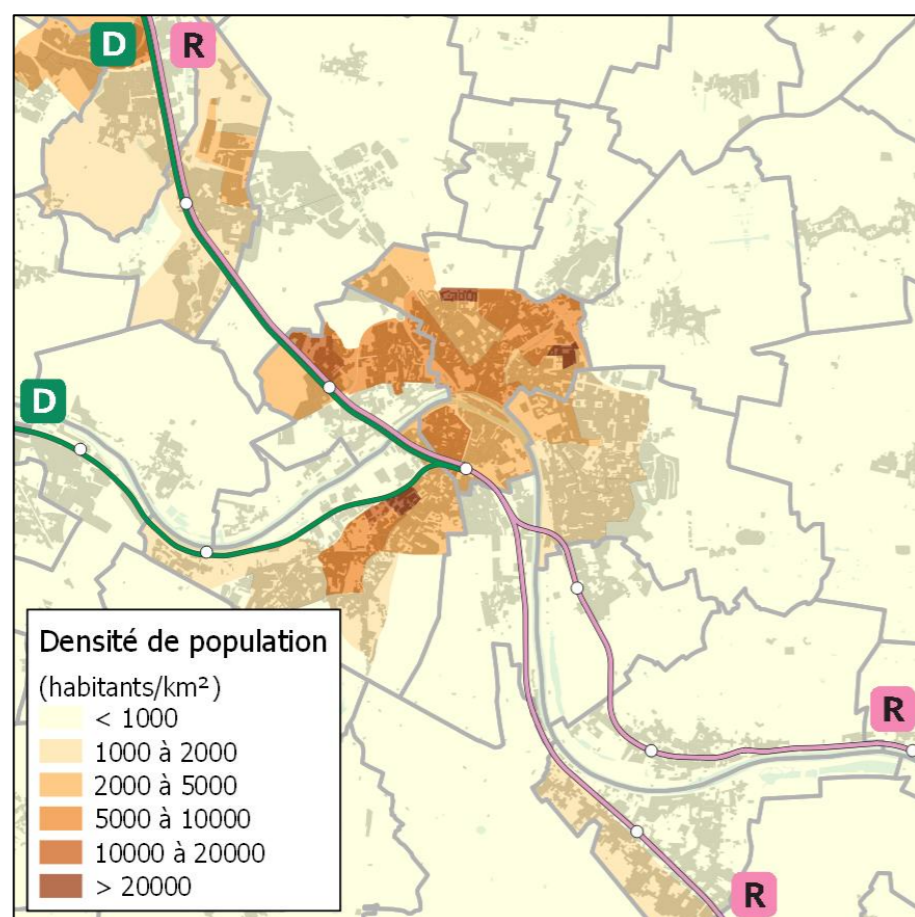 D R
D
Densité de population
(habitants/km²)
< 1000
1000 à 2000
2000 à 5000
5000 à 10000
10000 à 20000
> 20000
R
R